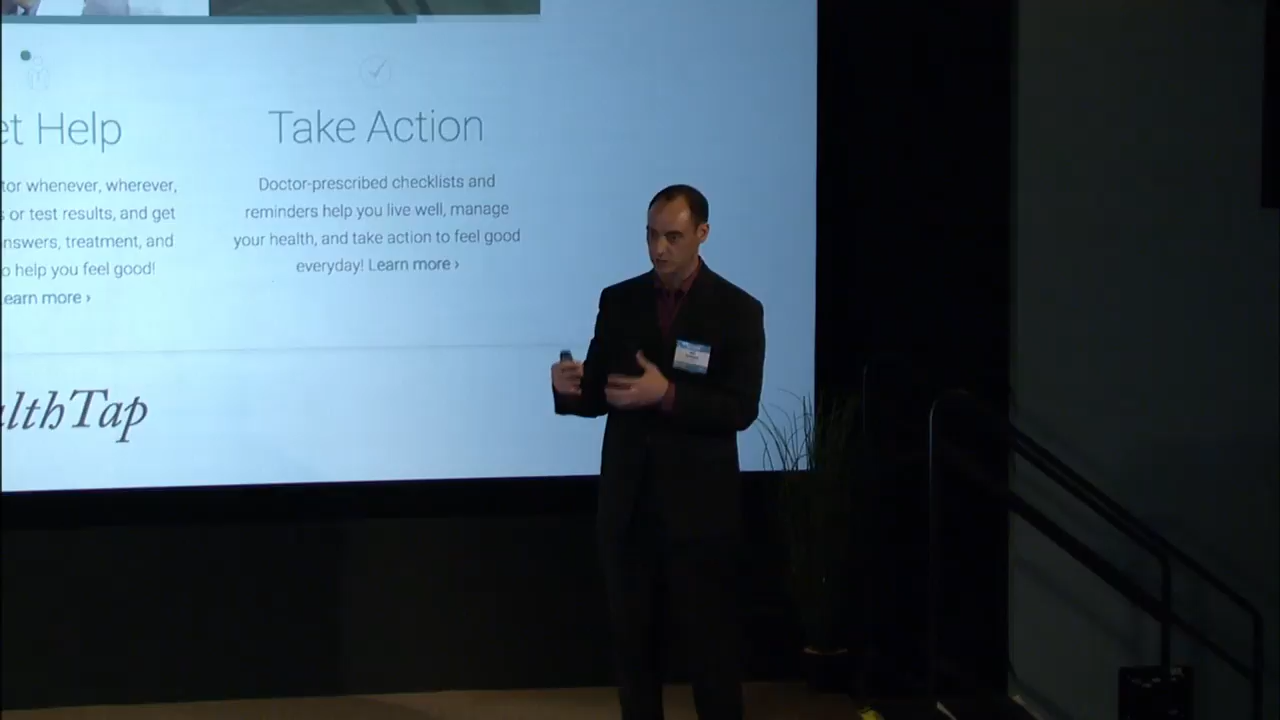 et Help
tor whenever, wherever,
s or test results, and get
nswers, treatment, and
o help you feel good!
earn more ›
Take Action
Doctor-prescribed checklists and
reminders help you live well, manage
your health, and take action to feel good
everyday! Learn more ›
lthTap